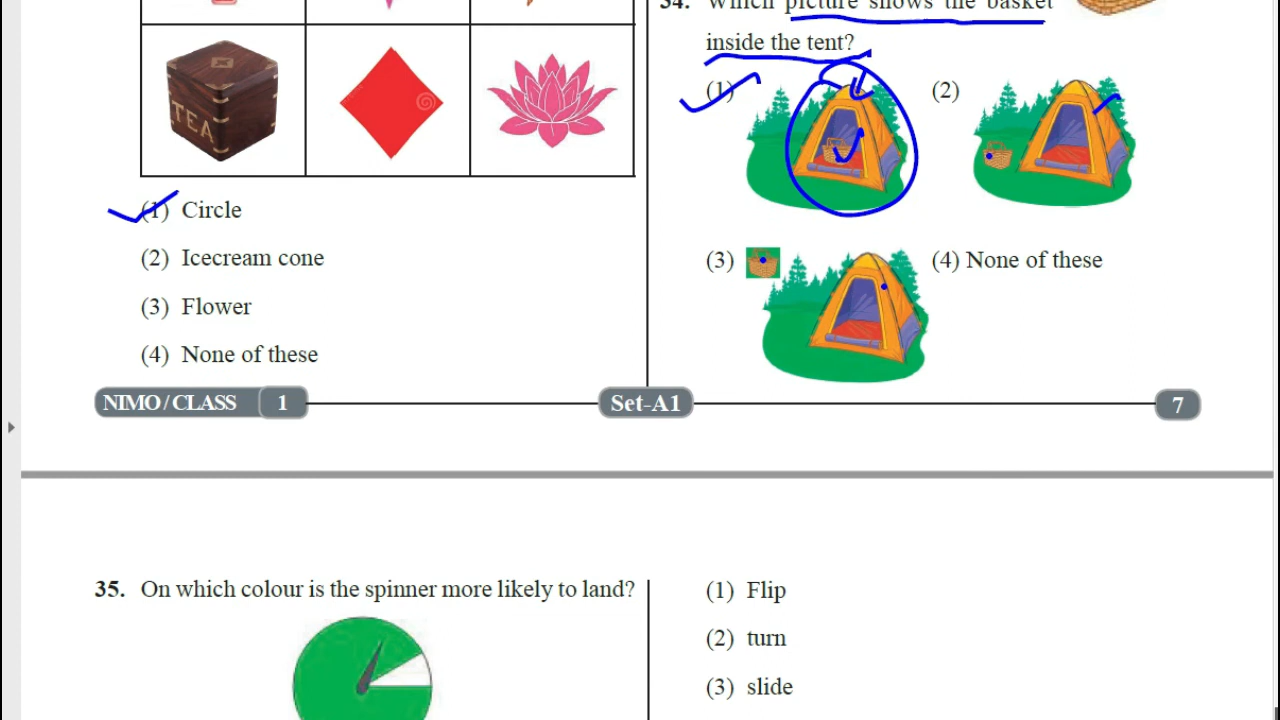 TEA
(1) Circle
(2) Icecream cone
(3) Flower
(4) None of these
34. Which picture shows the basket
inside the tent?
(1)
(2)
(3)
(4) None of these
NIMO / CLASS 1
Set-A1
7
35. On which colour is the spinner more likely to land?
(1) Flip
(2) turn
(3) slide